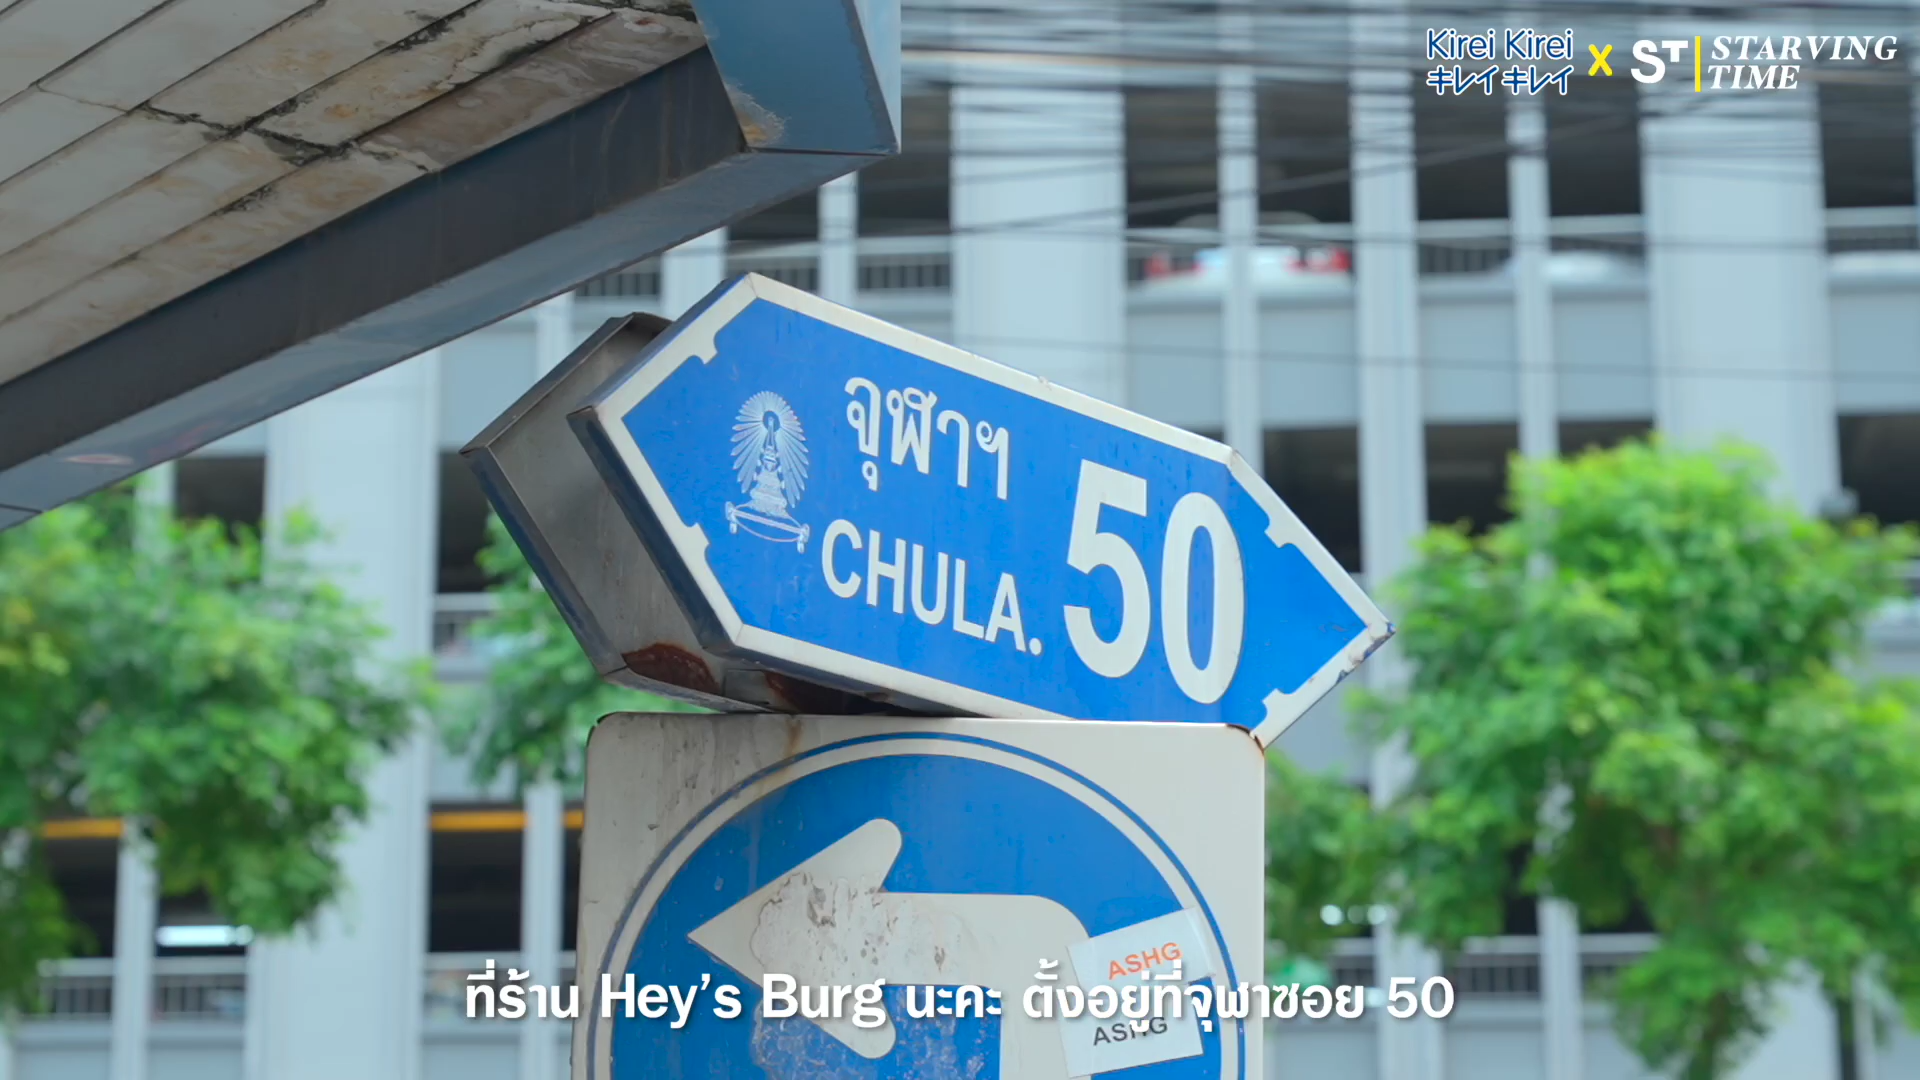 Kirei Kirei
キレイキレイ
X
ST
STARVING
TIME
จุฬาฯ
CHULA.
50
ASHG
ที่ร้าน Hey's Burg นะคะ ตั้งอยู่ที่จุฬาซอย 50
ASHG